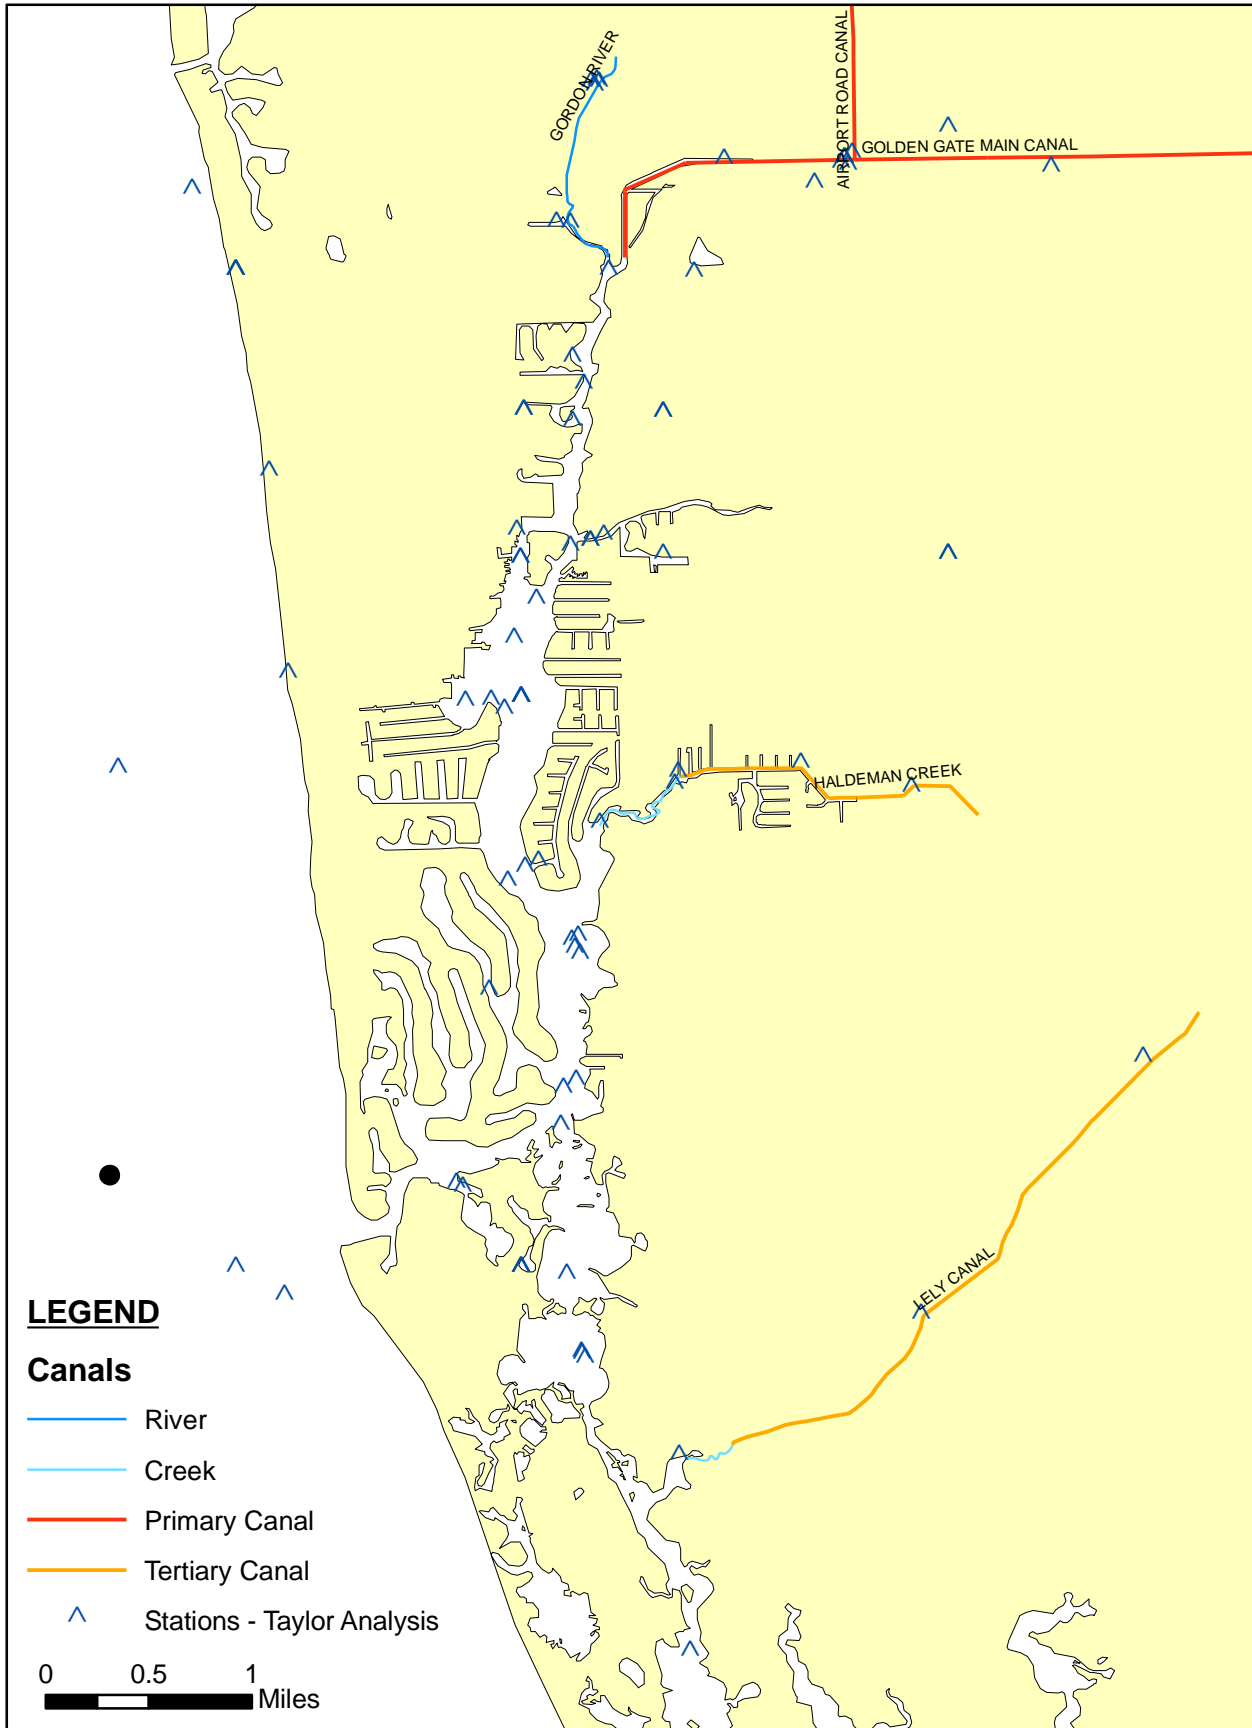 GORDON RIVER
AIRPORT ROAD CANAL
GOLDEN GATE MAIN CANAL
HALDEMAN CREEK
LELY CANAL
LEGEND
Canals
River
Creek
Primary Canal
Tertiary Canal
Stations - Taylor Analysis
0 0.5 1
Miles